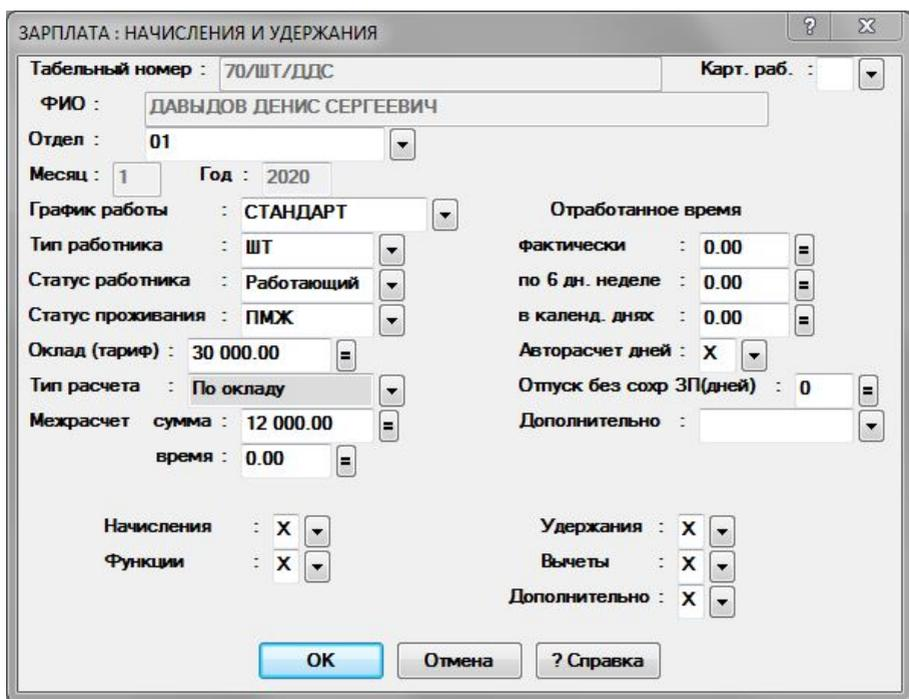 ЗАРПЛАТА : НАЧИСЛЕНИЯ И УДЕРЖАНИЯ
Табельный номер : 70/ШТ/ДДС Карт. раб. :
ФИО : ДАВЫДОВ ДЕНИС СЕРГЕЕВИЧ
Отдел : 01
Месяц : 1 Год : 2020
График работы : СТАНДАРТ Отработанное время
Тип работника : ШТ фактически : 0.00 =
Статус работника : Работающий по 6 дн. неделе : 0.00 =
Статус проживания : ПМЖ в календ. днях : 0.00 =
Оклад (тариф) : 30 000.00 = Авторасчет дней : X
Тип расчета : По окладу Отпуск без сохр ЗП(дней) : 0 =
Межрасчет сумма : 12 000.00 = Дополнительно :
время : 0.00 =
Начисления : X Удержания : X
Функции : X Вычеты : X
Дополнительно : X
OK Отмена ? Справка